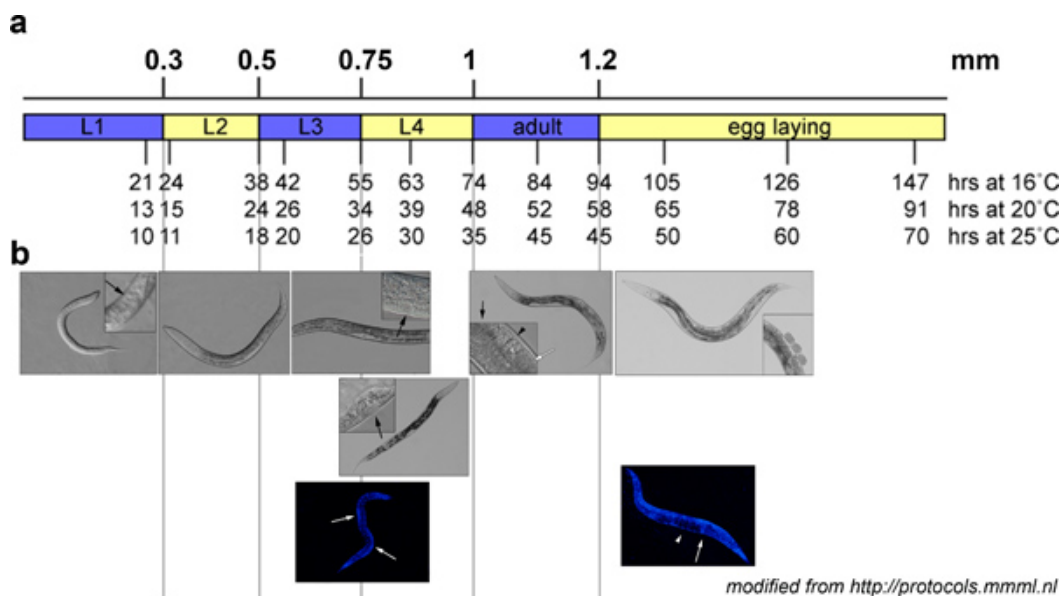 a
0.3 0.5 0.75 1 1.2 mm
L1 L2 L3 L4 adult egg laying
21 24 38 42 55 63 74 84 94 105 126 147 hrs at 16˚C
13 15 24 26 34 39 48 52 58 65 78 91 hrs at 20˚C
10 11 18 20 26 30 35 45 45 50 60 70 hrs at 25˚C
b
modified from http://protocols.mmml.nl